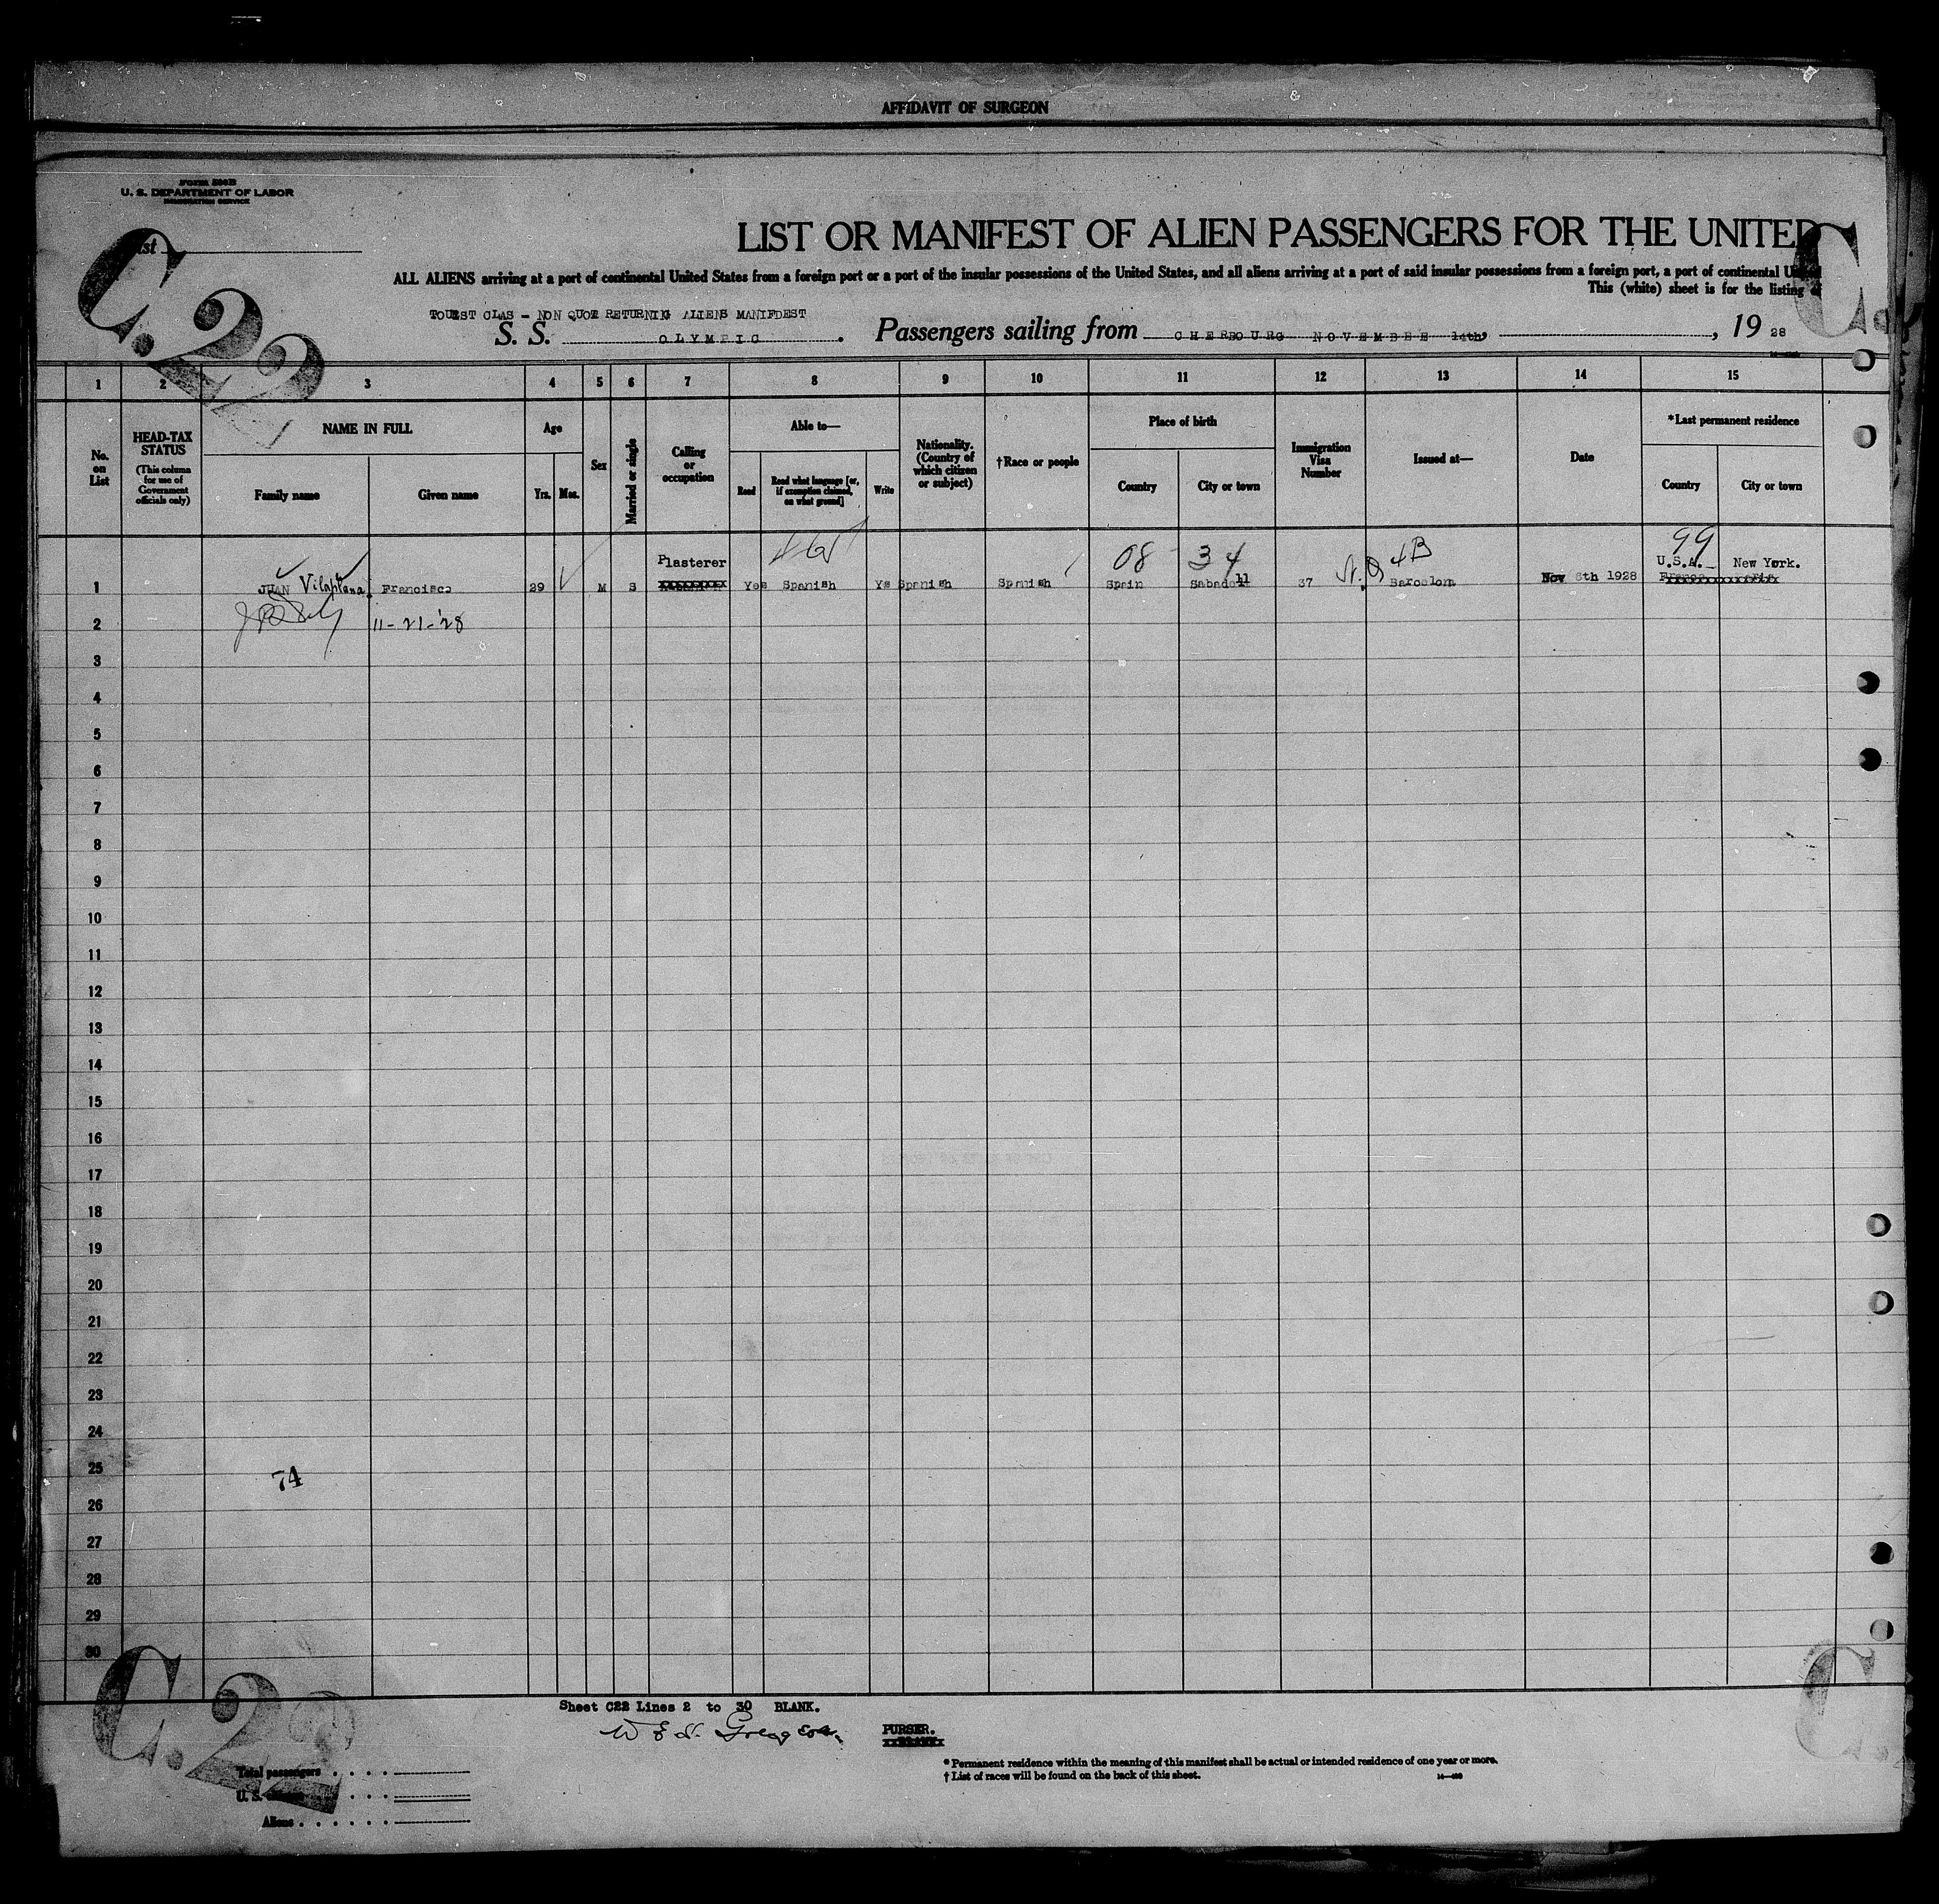 AFFIDAVIT OF SURGEON
U. S. DEPARTMENT OF LABOR
IMMIGRATION SERVICE
C.22
LIST OR MANIFEST OF ALIEN PASSENGERS FOR THE UNITED
C.
ALL ALIENS arriving at a port of continental United States from a foreign port or a port of the insular possessions of the United States, and all aliens arriving at a port of said insular possessions from a foreign port, a port of continental
This (white) sheet is for the listing
TOUEST CLAS - NON QUOT RETURNIG ALIENS MANIFDEST
S. S. OLYMPIC . Passengers sailing from CHERBOURG NOVEMBEE 14th, , 19 28
1 2 3 4 5 6 7 8 9 10 11 12 13 14 15
No. on List
HEAD-TAX STATUS
(This column for use of Government officials only)
NAME IN FULL
Family name Given name
Age
Yrs. Mos.
Sex
Married or single
Calling or occupation
Able to—
Read Read what language [or, if exemption claimed, on what ground] Write
Nationality. (Country of which citizen or subject)
†Race or people
Place of birth
Country City or town
Immigration Visa Number
Issued at—
Date
*Last permanent residence
Country City or town
Plasterer 08 - 34 4B 99 U.S.A. New York.
1 JUAN Vilaplana Francisco 29 M S Yes Spanish Ys Spanish Spanish Spain Sabadell 37 Barcelom Nov 6th 1928
2 11-21-'28
3
4
5
6
7
8
9
10
11
12
13
14
15
16
17
18
19
20
21
22
23
24
25 74
26
27
28
29
30
C.22
C.
Sheet C22 Lines 2 to 30 BLANK.
PURSER.
* Permanent residence within the meaning of this manifest shall be actual or intended residence of one year or more.
† List of races will be found on the back of this sheet.
Total passengers . . . .
U. S.
Aliens . . . . . .